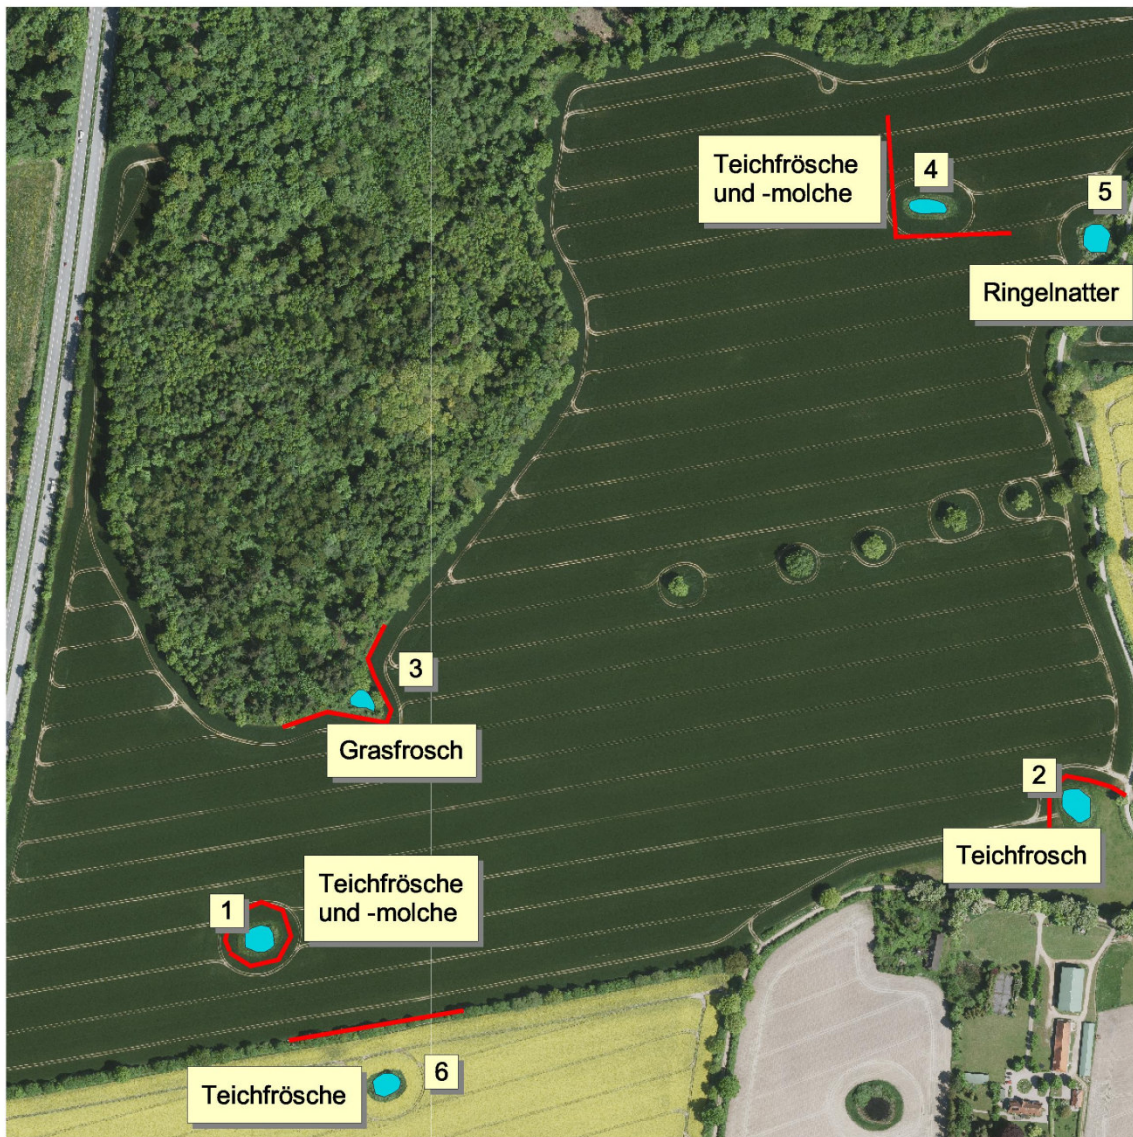 Teichfrösche
und -molche
4
5
Ringelnatter
3
Grasfrosch
2
Teichfrosch
Teichfrösche
und -molche
1
6
Teichfrösche